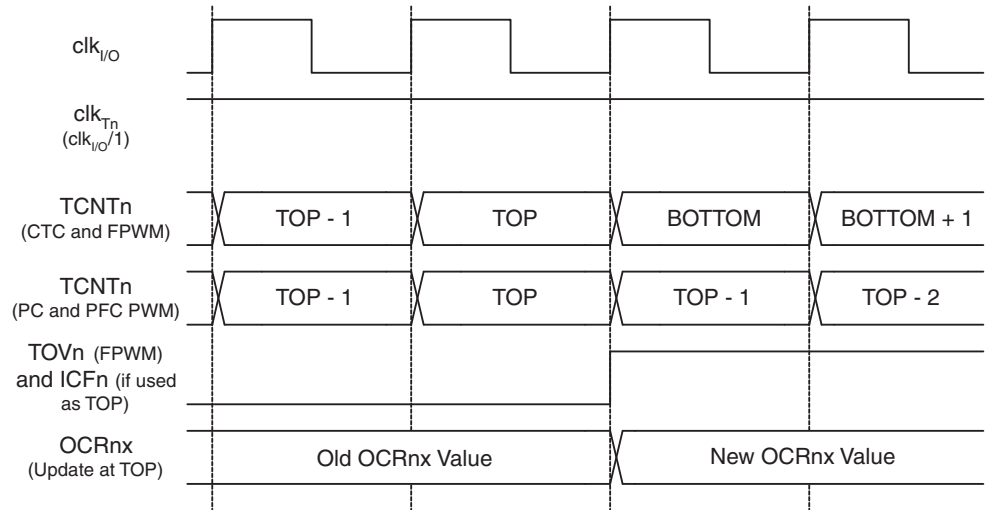 clkI/O
clkTn
(clkI/O/1)
TCNTn
(CTC and FPWM)
TOP - 1
TOP
BOTTOM
BOTTOM + 1
TCNTn
(PC and PFC PWM)
TOP - 1
TOP
TOP - 1
TOP - 2
TOVn (FPWM)
and ICFn (if used
as TOP)
OCRnx
(Update at TOP)
Old OCRnx Value
New OCRnx Value